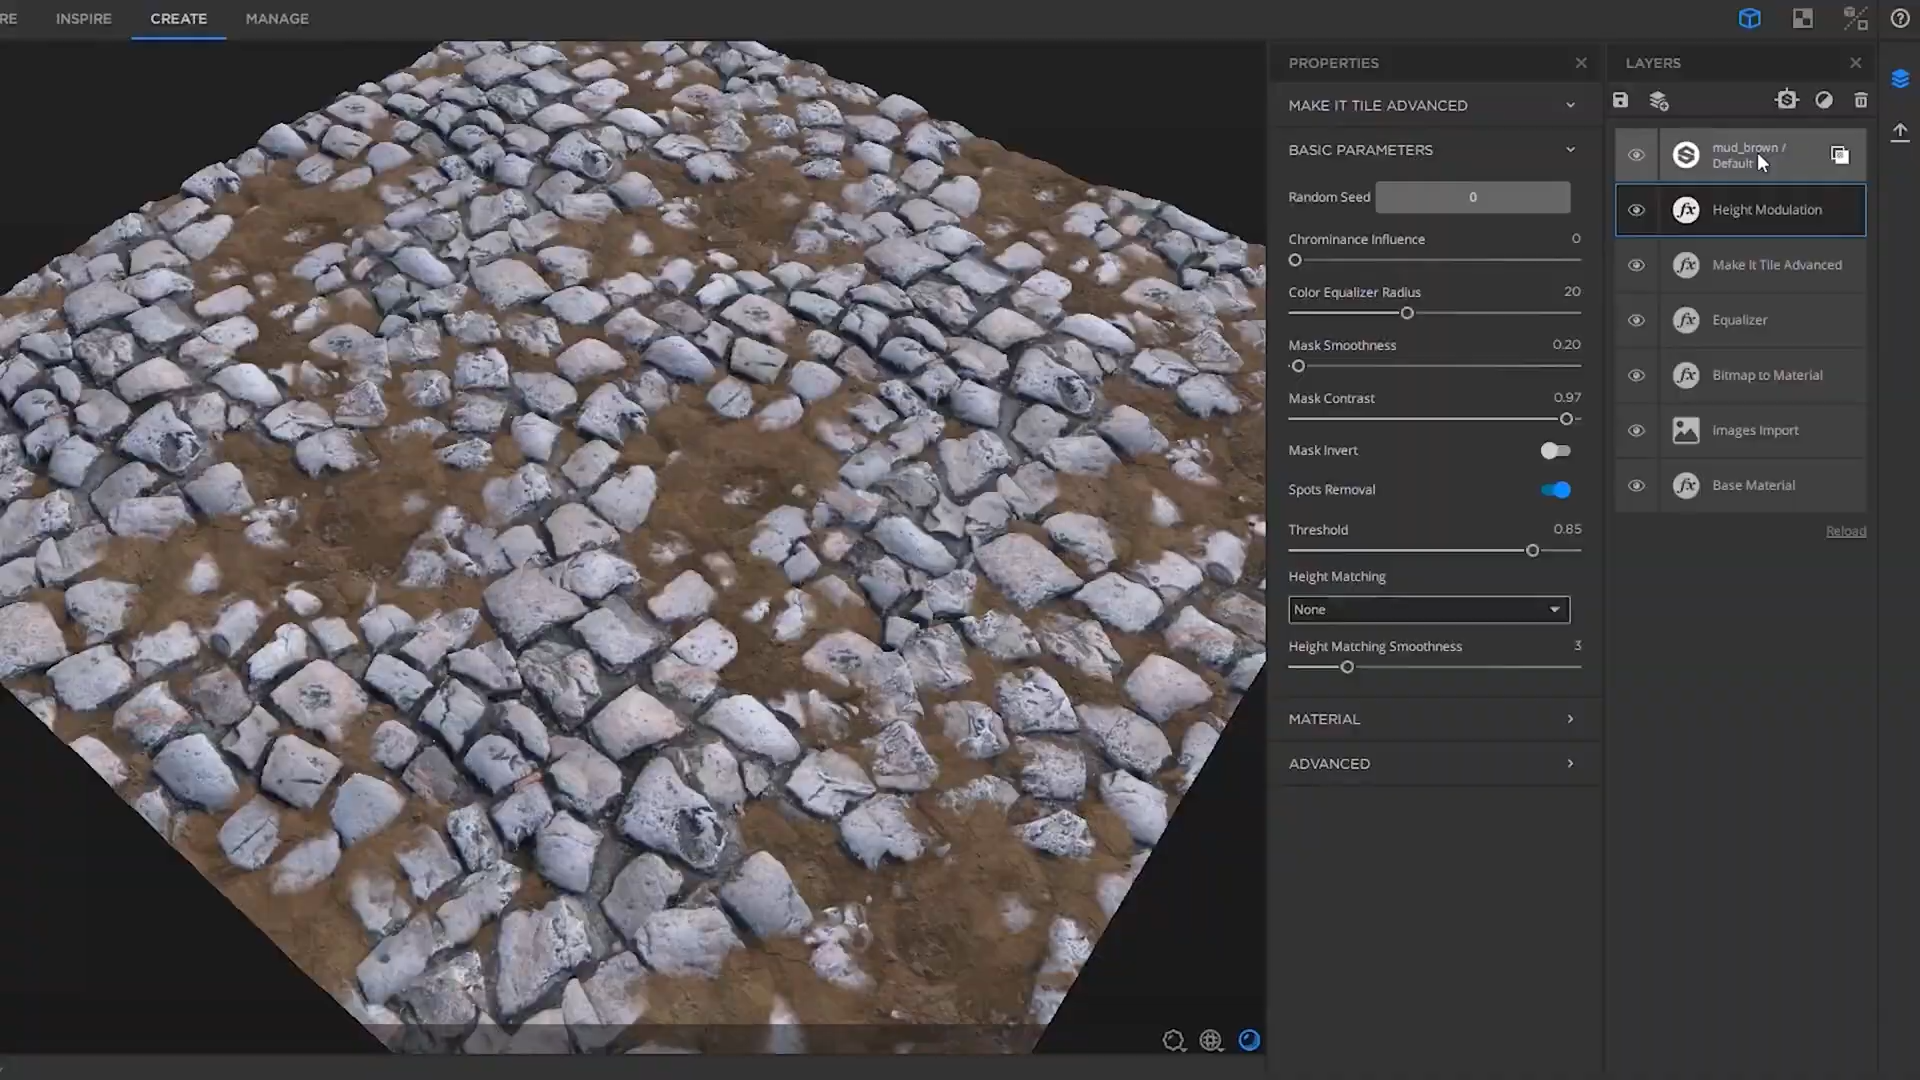 RE INSPIRE CREATE MANAGE
PROPERTIES
MAKE IT TILE ADVANCED
BASIC PARAMETERS
Random Seed 0
Chrominance Influence 0
Color Equalizer Radius 20
Mask Smoothness 0.20
Mask Contrast 0.97
Mask Invert
Spots Removal
Threshold 0.85
Height Matching
None
Height Matching Smoothness 3
MATERIAL
ADVANCED
LAYERS
mud_brown /
Default
Height Modulation
Make It Tile Advanced
Equalizer
Bitmap to Material
Images Import
Base Material
Reload